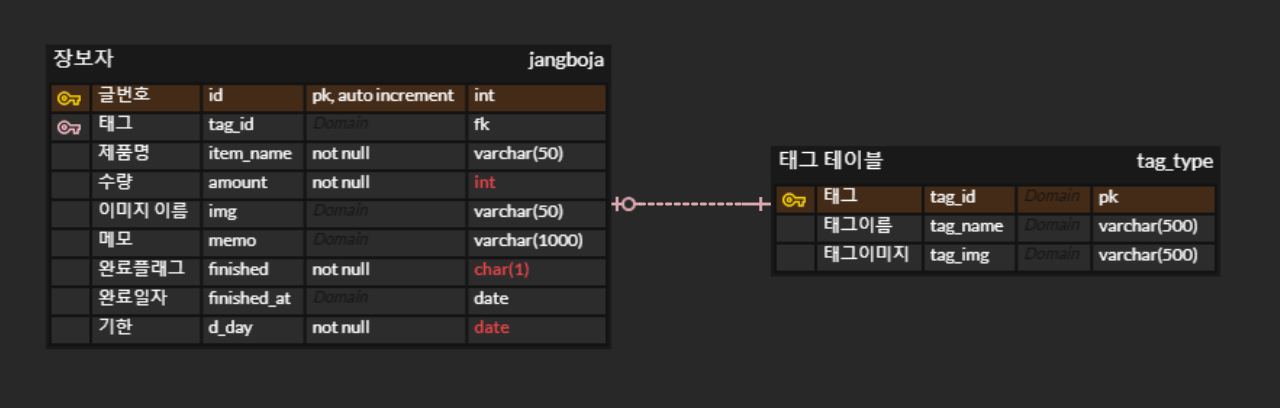 장보자 jangboja
글번호 id pk, auto increment int
태그 tag_id Domain fk
제품명 item_name not null varchar(50)
수량 amount not null int
이미지 이름 img Domain varchar(50)
메모 memo Domain varchar(1000)
완료플래그 finished not null char(1)
완료일자 finished_at Domain date
기한 d_day not null date
태그 테이블 tag_type
태그 tag_id Domain pk
태그이름 tag_name Domain varchar(500)
태그이미지 tag_img Domain varchar(500)